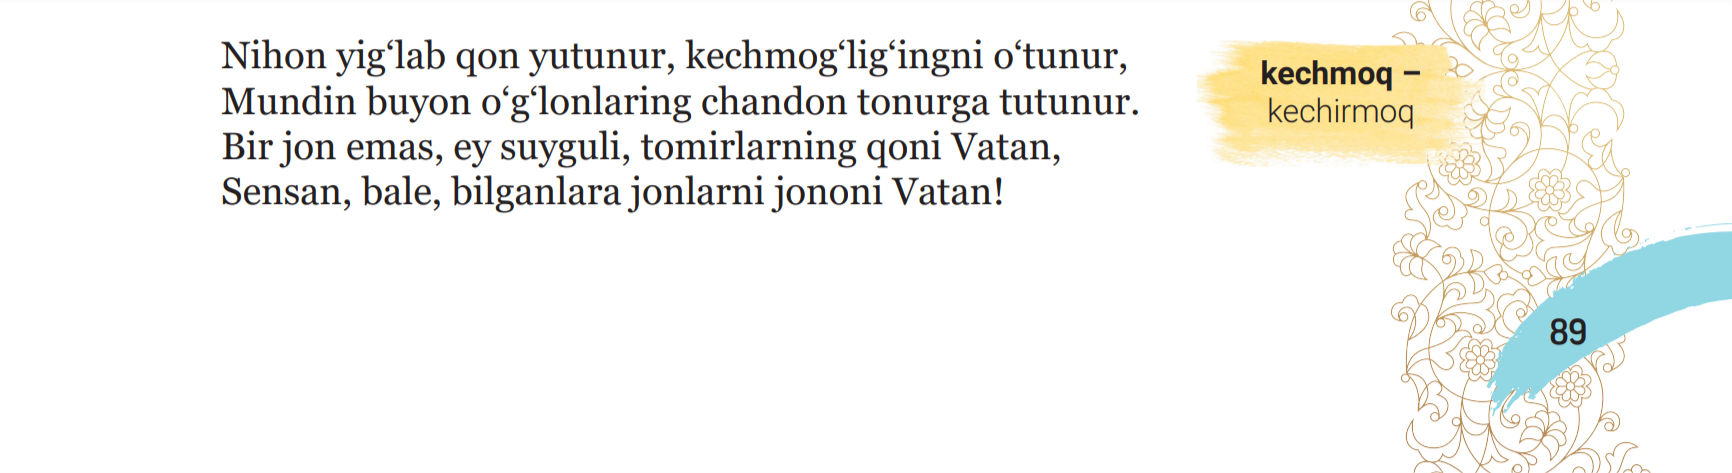 Nihon yig‘lab qon yutunur, kechmog‘lig‘ingni o‘tunur,
Mundin buyon o‘g‘lonlaring chandon tonurga tutunur.
Bir jon emas, ey suyguli, tomirlarning qoni Vatan,
Sensan, bale, bilganlara jonlarni jononi Vatan!
kechmoq –
kechirmoq
89